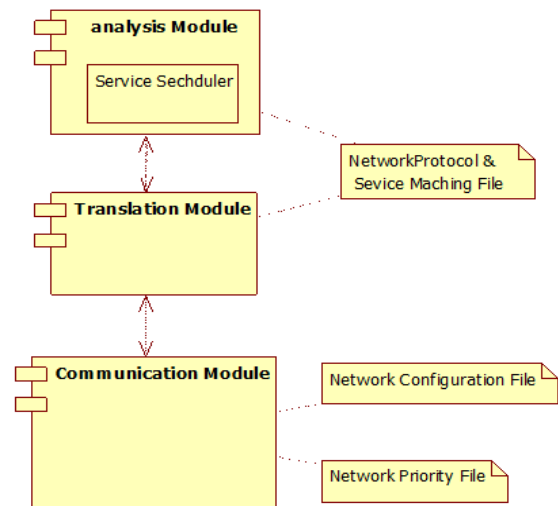 analysis Module
Service Sechduler
NetworkProtocol &
Sevice Maching File
Translation Module
Communication Module
Network Configuration File
Network Priority File